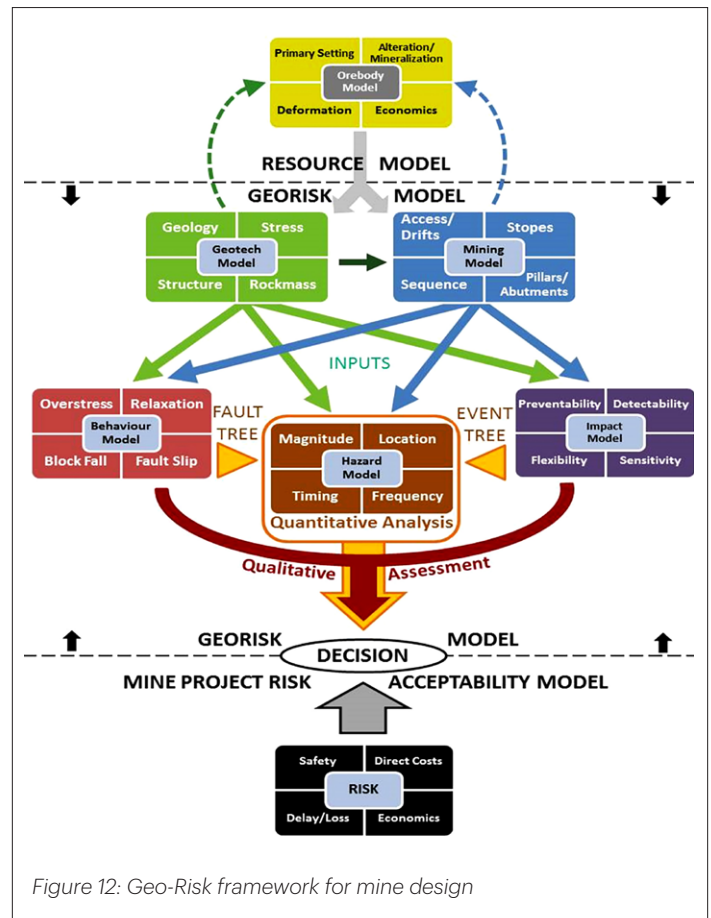 Primary Setting
Alteration/
Mineralization
Orebody
Model
Deformation
Economics
RESOURCE MODEL
GEORISK MODEL
Geology
Stress
Geotech
Model
Structure
Rockmass
Access/
Drifts
Stopes
Mining
Model
Sequence
Pillars/
Abutments
INPUTS
Overstress
Relaxation
Behaviour
Model
Block Fall
Fault Slip
FAULT
TREE
Magnitude
Location
Hazard
Model
Timing
Frequency
Quantitative Analysis
EVENT
TREE
Preventability
Detectability
Impact
Model
Flexibility
Sensitivity
Qualitative Assessment
GEORISK MODEL
DECISION
MINE PROJECT RISK ACCEPTABILITY MODEL
Safety
Direct Costs
RISK
Delay/Loss
Economics
Figure 12: Geo-Risk framework for mine design